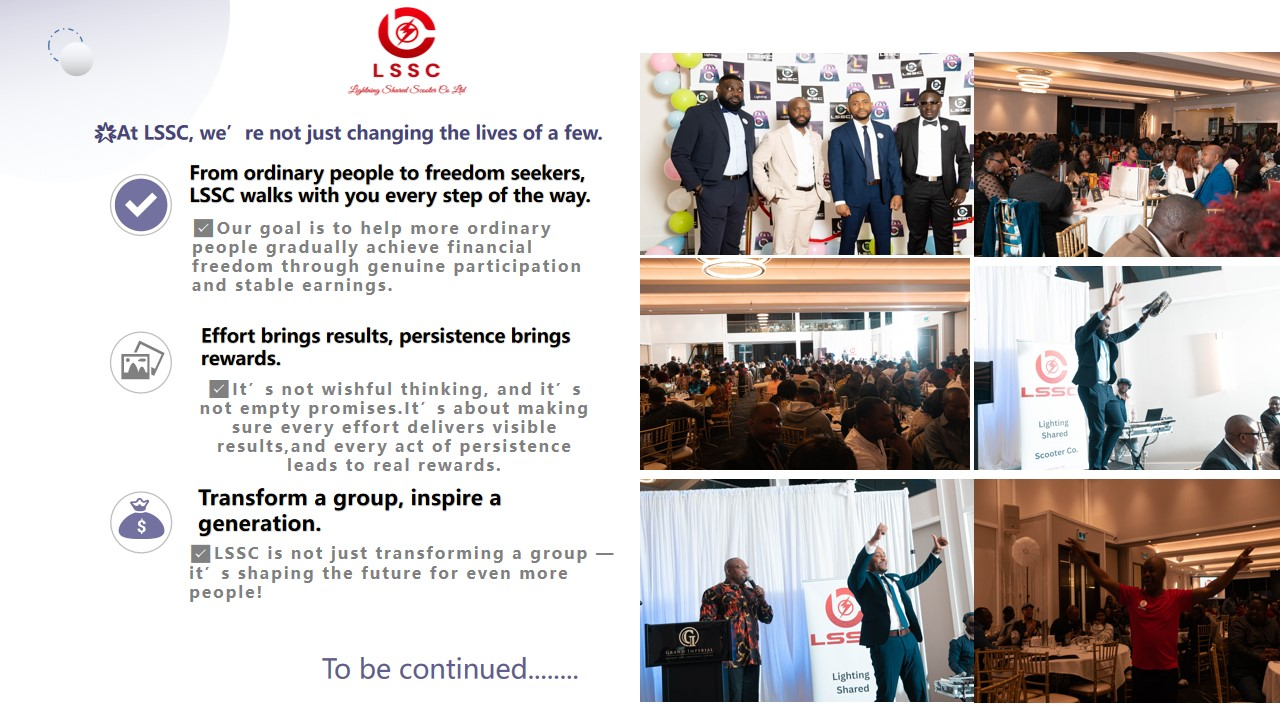 LSSC
Lightning Shared Scooter Co Ltd
At LSSC, we’re not just changing the lives of a few.
From ordinary people to freedom seekers,
LSSC walks with you every step of the way.
Our goal is to help more ordinary
people gradually achieve financial
freedom through genuine participation
and stable earnings.
Effort brings results, persistence brings
rewards.
It’s not wishful thinking, and it’s
not empty promises.It’s about making
sure every effort delivers visible
results,and every act of persistence
leads to real rewards.
$
Transform a group, inspire a
generation.
LSSC is not just transforming a group —
it’s shaping the future for even more
people!
To be continued........
LSSC
Lighting
Shared
Scooter Co.
GRAND IMPERIAL
LSSC
Lighting
Shared